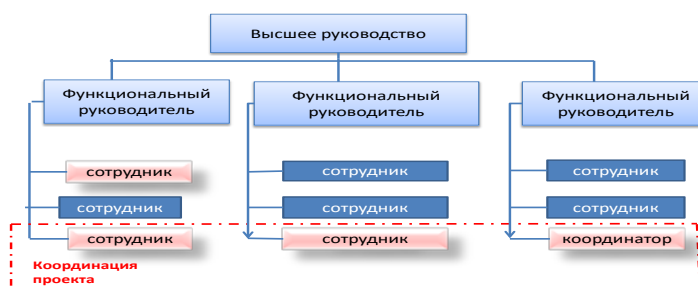 Высшее руководство
Функциональный
руководитель
Функциональный
руководитель
Функциональный
руководитель
сотрудник
сотрудник
сотрудник
сотрудник
сотрудник
сотрудник
сотрудник
сотрудник
координатор
Координация
проекта